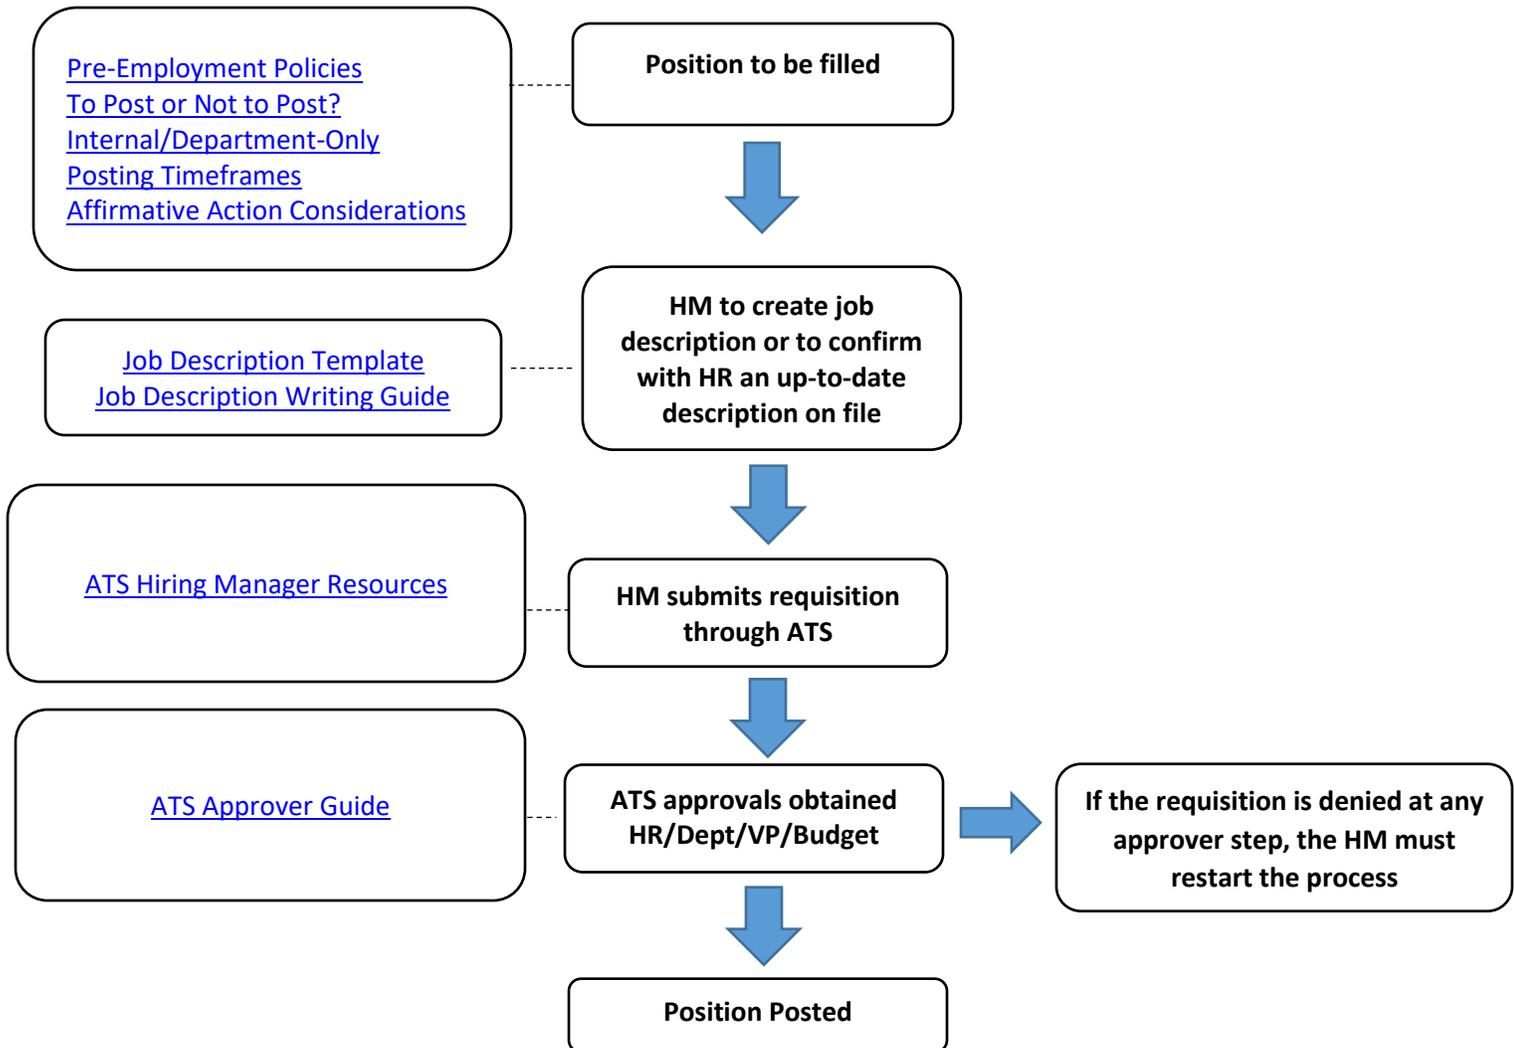 Pre-Employment Policies
To Post or Not to Post?
Internal/Department-Only
Posting Timeframes
Affirmative Action Considerations
Position to be filled
Job Description Template
Job Description Writing Guide
HM to create job
description or to confirm
with HR an up-to-date
description on file
ATS Hiring Manager Resources
HM submits requisition
through ATS
ATS Approver Guide
ATS approvals obtained
HR/Dept/VP/Budget
If the requisition is denied at any
approver step, the HM must
restart the process
Position Posted